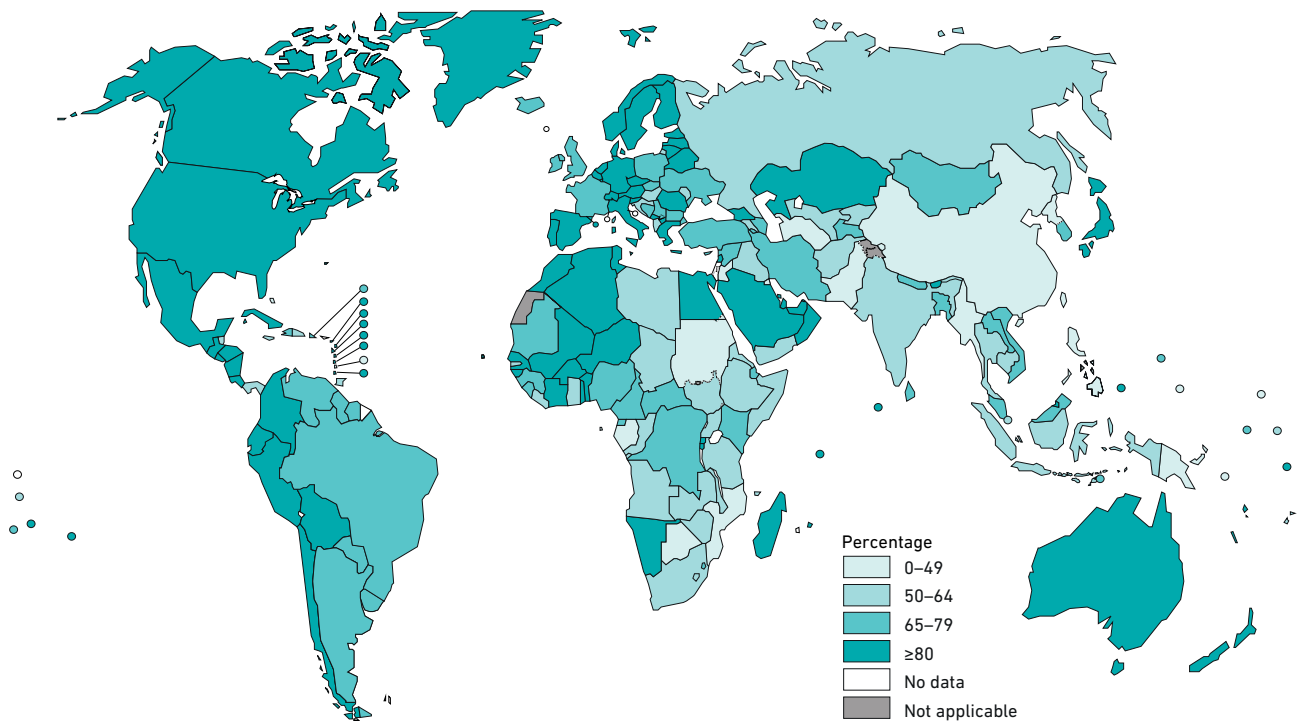 Percentage
0–49
50–64
65–79
≥80
No data
Not applicable